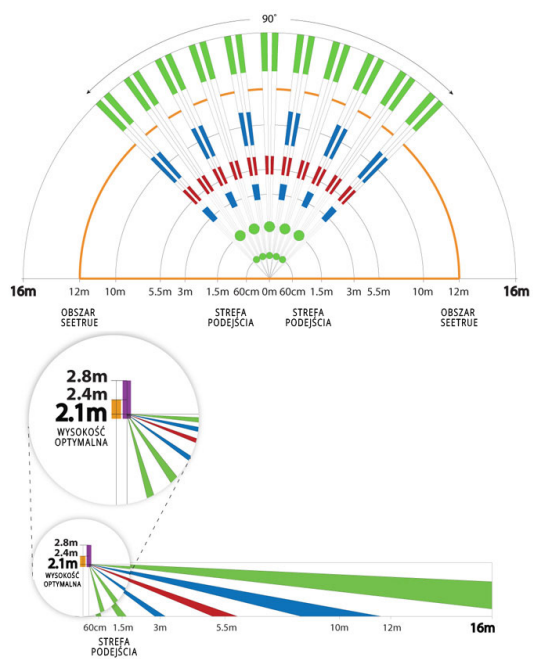 90°
16m 12m 10m 5.5m 3m 1.5m 60cm 0m 60cm 1.5m 3m 5.5m 10m 12m 16m
OBSZAR
SEETRUE
STREFA
PODEJŚCIA
STREFA
PODEJŚCIA
OBSZAR
SEETRUE
2.8m
2.4m
2.1m
WYSOKOŚĆ
OPTYMALNA
2.8m
2.4m
2.1m
WYSOKOŚĆ
OPTYMALNA
60cm 1.5m 3m 5.5m 10m 12m 16m
STREFA
PODEJŚCIA